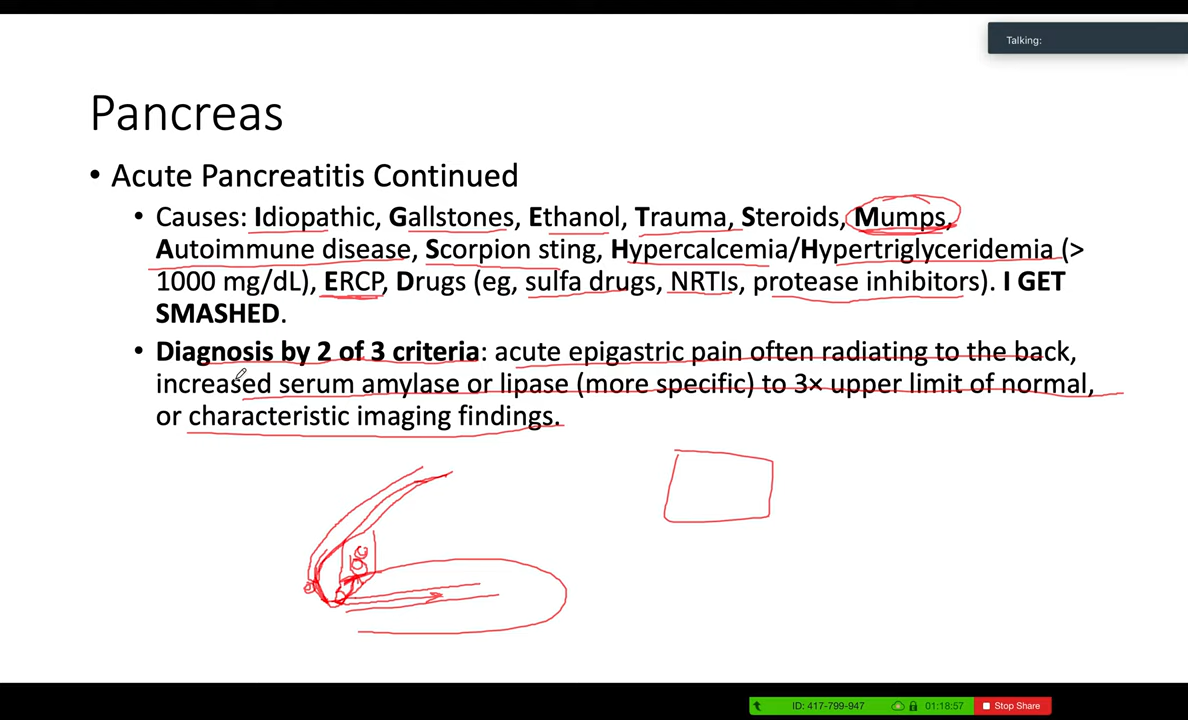 Talking:
Pancreas
• Acute Pancreatitis Continued
• Causes: Idiopathic, Gallstones, Ethanol, Trauma, Steroids, Mumps,
Autoimmune disease, Scorpion sting, Hypercalcemia/Hypertriglyceridemia (>
1000 mg/dL), ERCP, Drugs (eg, sulfa drugs, NRTIs, protease inhibitors). I GET
SMASHED.
• Diagnosis by 2 of 3 criteria: acute epigastric pain often radiating to the back,
increased serum amylase or lipase (more specific) to 3× upper limit of normal,
or characteristic imaging findings.
ID: 417-799-947 01:18:57 Stop Share